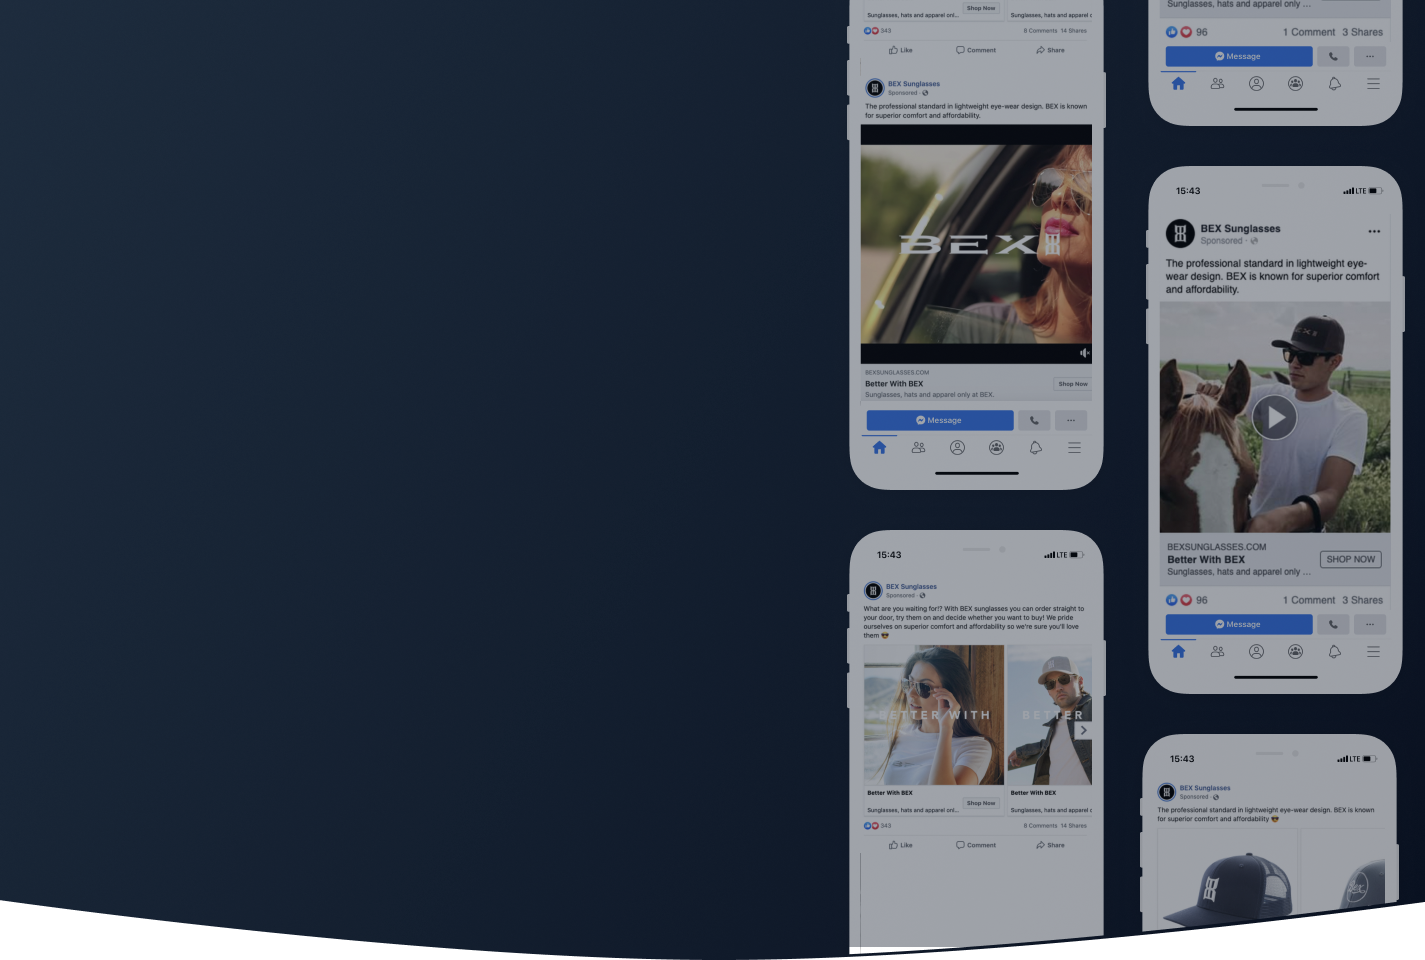 Sunglasses, hats and apparel onl...
Shop Now
Sunglasses, hats and apparel c
343
8 Comments 14 Shares
Like
Comment
Share
BEX Sunglasses
Sponsored ·
The professional standard in lightweight eye-wear design. BEX is known
for superior comfort and affordability.
BEX
BEXSUNGLASSES.COM
Better With BEX
Sunglasses, hats and apparel only at BEX.
Shop Now
Message
...
15:43
LTE
BEX Sunglasses
Sponsored ·
What are you waiting for!? With BEX sunglasses you can order straight to
your door, try them on and decide whether you want to buy! We pride
ourselves on superior comfort and affordability so we're sure you'll love
them 😎
BETTER WITH
BETTER
Better With BEX
Sunglasses, hats and apparel onl...
Shop Now
Better With BEX
Sunglasses, hats and apparel c
343
8 Comments 14 Shares
Like
Comment
Share
Sunglasses, hats and apparel only ...
96
1 Comment 3 Shares
Message
...
15:43
LTE
BEX Sunglasses
Sponsored ·
...
The professional standard in lightweight eye-
wear design. BEX is known for superior comfort
and affordability.
BEX
BEXSUNGLASSES.COM
Better With BEX
Sunglasses, hats and apparel only ...
SHOP NOW
96
1 Comment 3 Shares
Message
...
15:43
LTE
BEX Sunglasses
Sponsored ·
The professional standard in lightweight eye-wear design. BEX is known
for superior comfort and affordability 😎
Bex